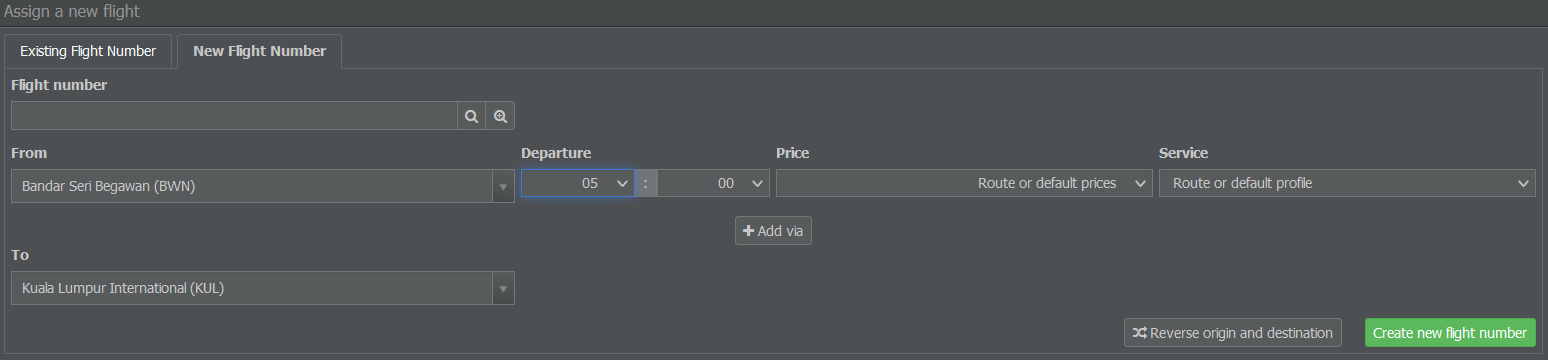 Assign a new flight
Existing Flight Number
New Flight Number
Flight number
From
Departure
Price
Service
Bandar Seri Begawan (BWN)
05
:
00
Route or default prices
Route or default profile
Add via
To
Kuala Lumpur International (KUL)
Reverse origin and destination
Create new flight number